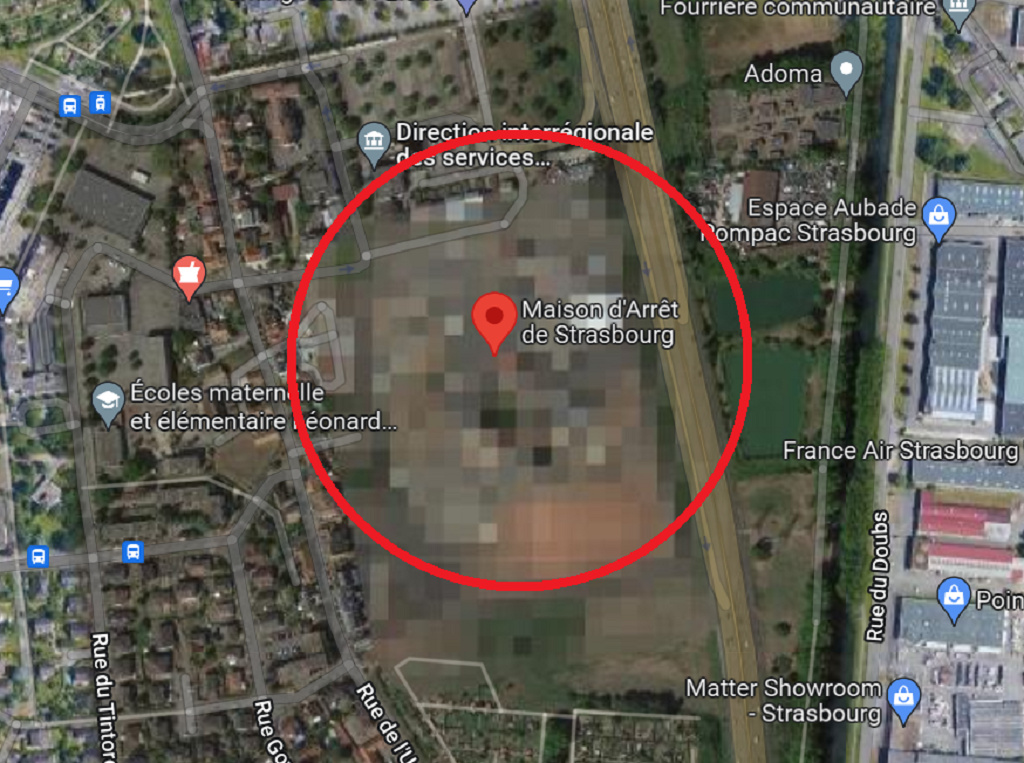 Fourrière communautaire
Adoma
Direction interrégionale
des services...
Espace Aubade
Pompac Strasbourg
Maison d'Arrêt
de Strasbourg
Écoles maternelle
et élémentaire Léonard...
France Air Strasbourg
Rue du Doubs
Poin
Rue du Tintor
Rue Go
Rue de l'U
Matter Showroom
- Strasbourg